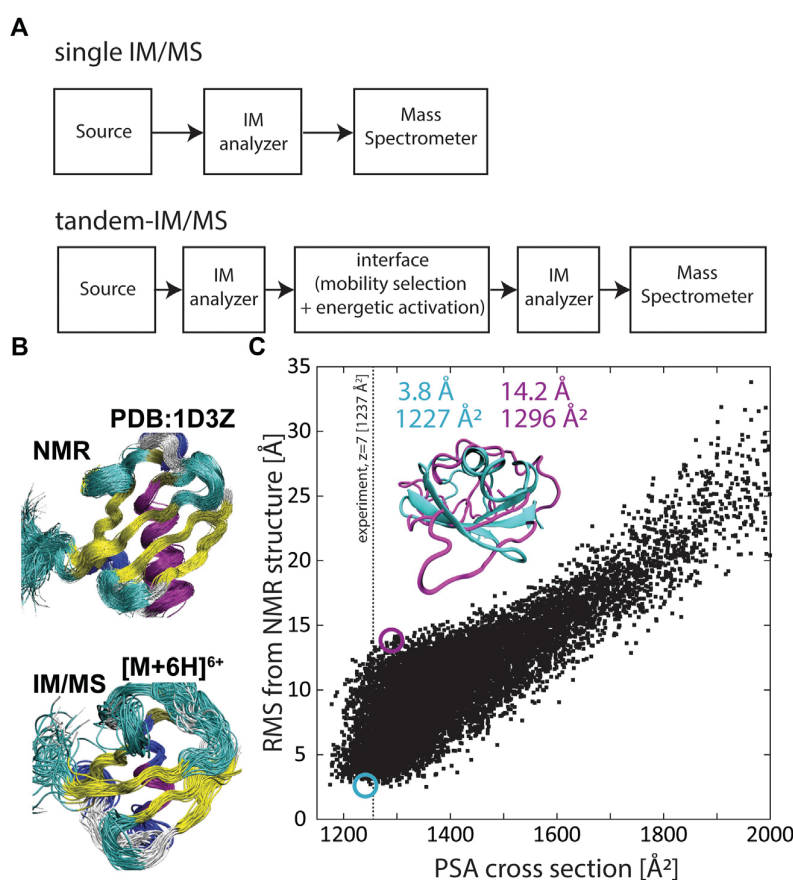 A
single IM/MS
Source
IM
analyzer
Mass
Spectrometer
tandem-IM/MS
Source
IM
analyzer
interface
(mobility selection
+ energetic activation)
IM
analyzer
Mass
Spectrometer
B
PDB:1D3Z
NMR
[M+6H]⁶⁺
IM/MS
C
RMS from NMR structure [Å]
35
30
25
20
15
10
5
0
experiment, z=7 [1237 Å²]
3.8 Å
1227 Å²
14.2 Å
1296 Å²
1200
1400
1600
1800
2000
PSA cross section [Å²]